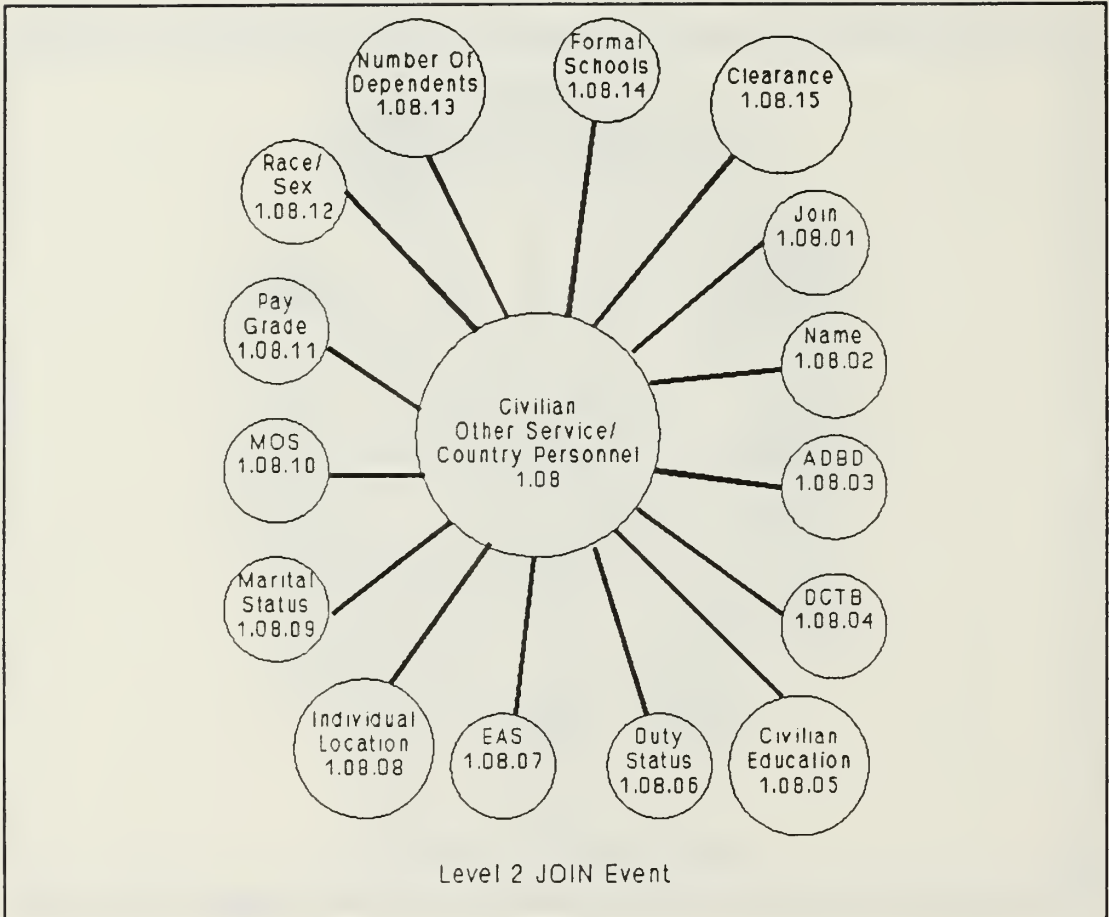 Number Of
Dependents
1.08.13
Formal
Schools
1.08.14
Clearance
1.08.15
Race/
Sex
1.08.12
Join
1.08.01
Pay
Grade
1.08.11
Name
1.08.02
Civilian
Other Service/
Country Personnel
1.08
MOS
1.08.10
ADBD
1.08.03
Marital
Status
1.08.09
DCTB
1.08.04
Individual
Location
1.08.08
EAS
1.08.07
Duty
Status
1.08.06
Civilian
Education
1.08.05
Level 2 JOIN Event